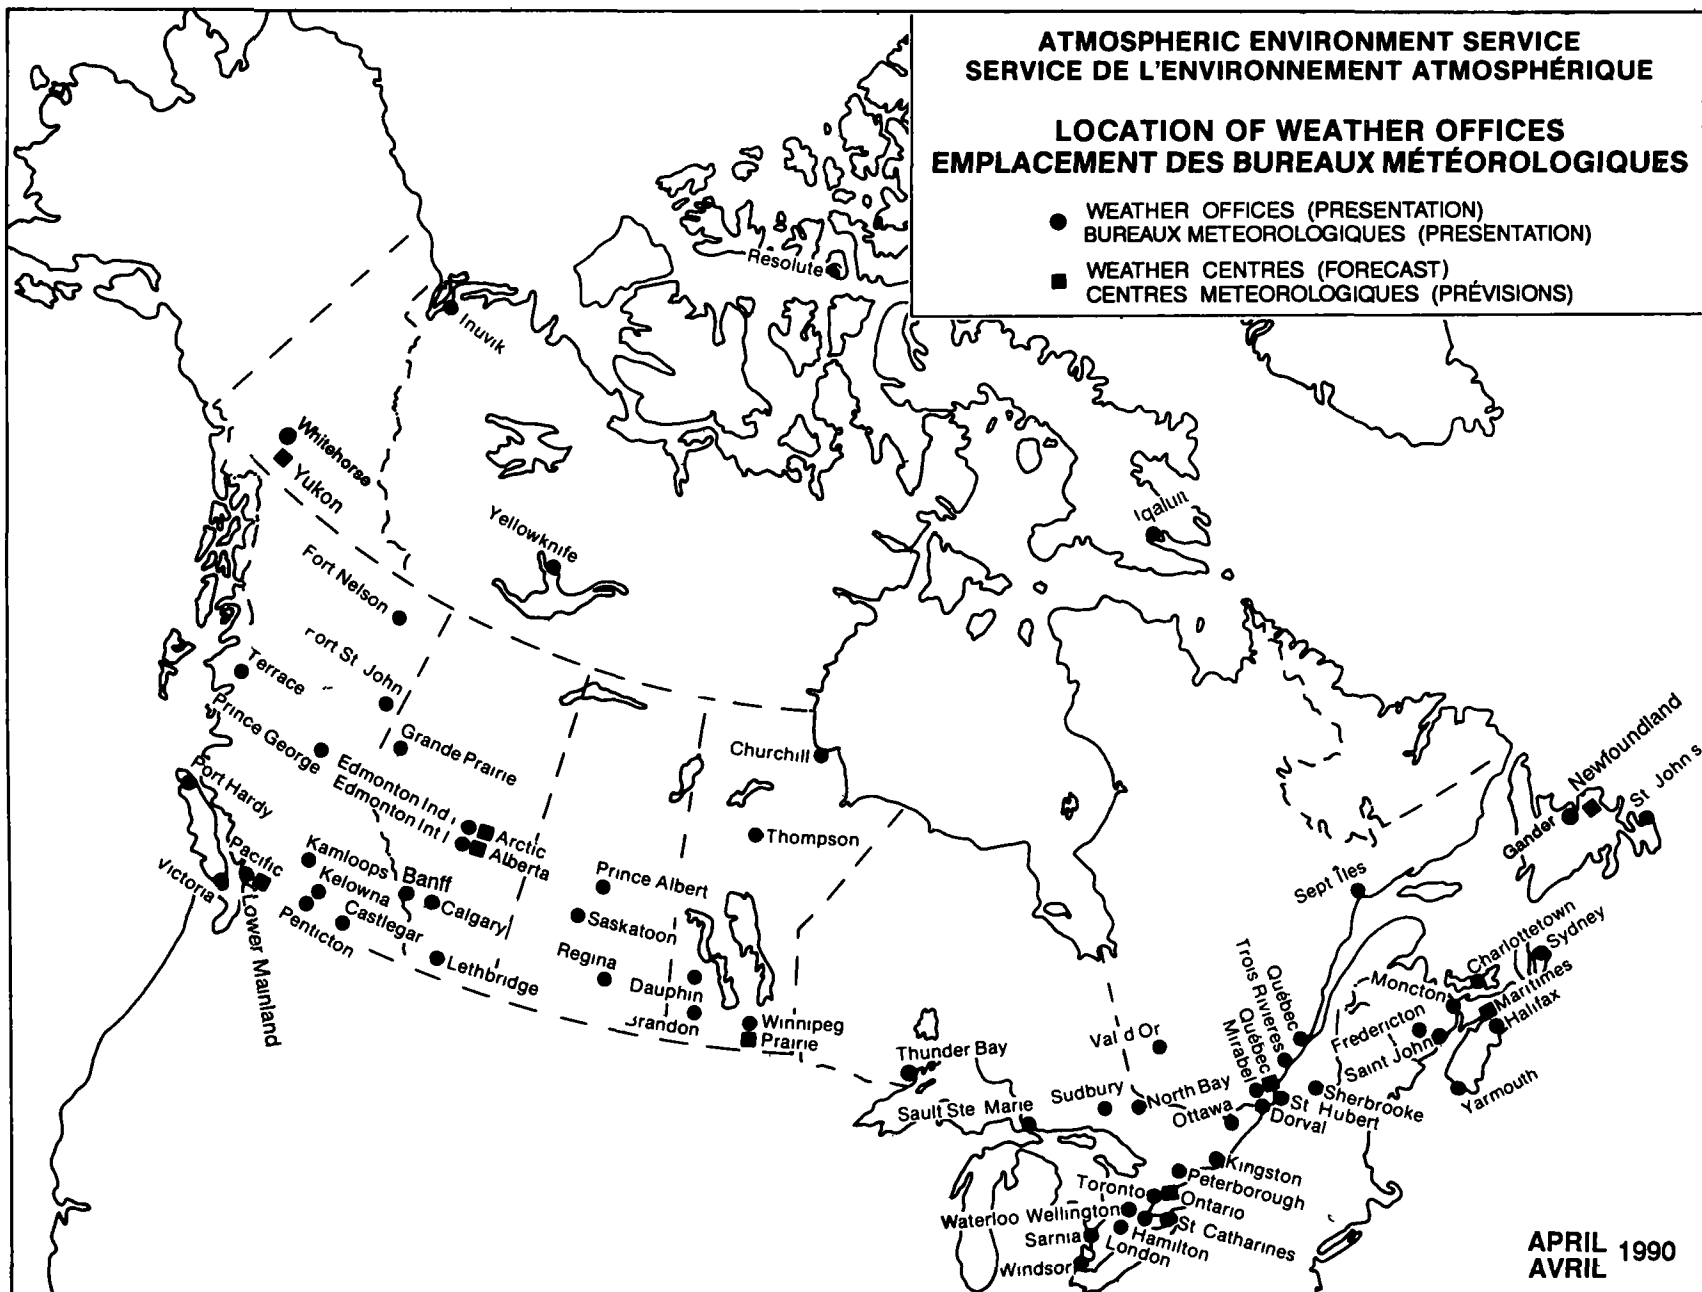 ATMOSPHERIC ENVIRONMENT SERVICE
SERVICE DE L'ENVIRONNEMENT ATMOSPHÉRIQUE
LOCATION OF WEATHER OFFICES
EMPLACEMENT DES BUREAUX MÉTÉOROLOGIQUES
WEATHER OFFICES (PRESENTATION)
BUREAUX METEOROLOGIQUES (PRESENTATION)
WEATHER CENTRES (FORECAST)
CENTRES METEOROLOGIQUES (PRÉVISIONS)
Resolute
Inuvik
Whitehorse
Yukon
Yellowknife
Iqaluit
Fort Nelson
Fort St John
Terrace
Prince George
Grande Prairie
Port Hardy
Edmonton Ind
Edmonton Int l
Arctic
Alberta
Churchill
Thompson
Newfoundland
St John s
Gander
Pacific
Victoria
Lower Mainland
Kamloops
Kelowna
Penticton
Castlegar
Banff
Calgary
Lethbridge
Prince Albert
Saskatoon
Regina
Dauphin
Brandon
Winnipeg
Prairie
Sept Îles
Charlottetown
Sydney
Moncton
Maritimes
Halifax
Fredericton
Saint John
Yarmouth
Québec
Trois Rivieres
Québec
Mirabel
Val d Or
Thunder Bay
Sudbury
North Bay
Sault Ste Marie
Ottawa
Sherbrooke
St Hubert
Dorval
Kingston
Peterborough
Toronto
Ontario
Waterloo Wellington
St Catharines
Sarnia
Hamilton
London
Windsor
APRIL
AVRIL 1990